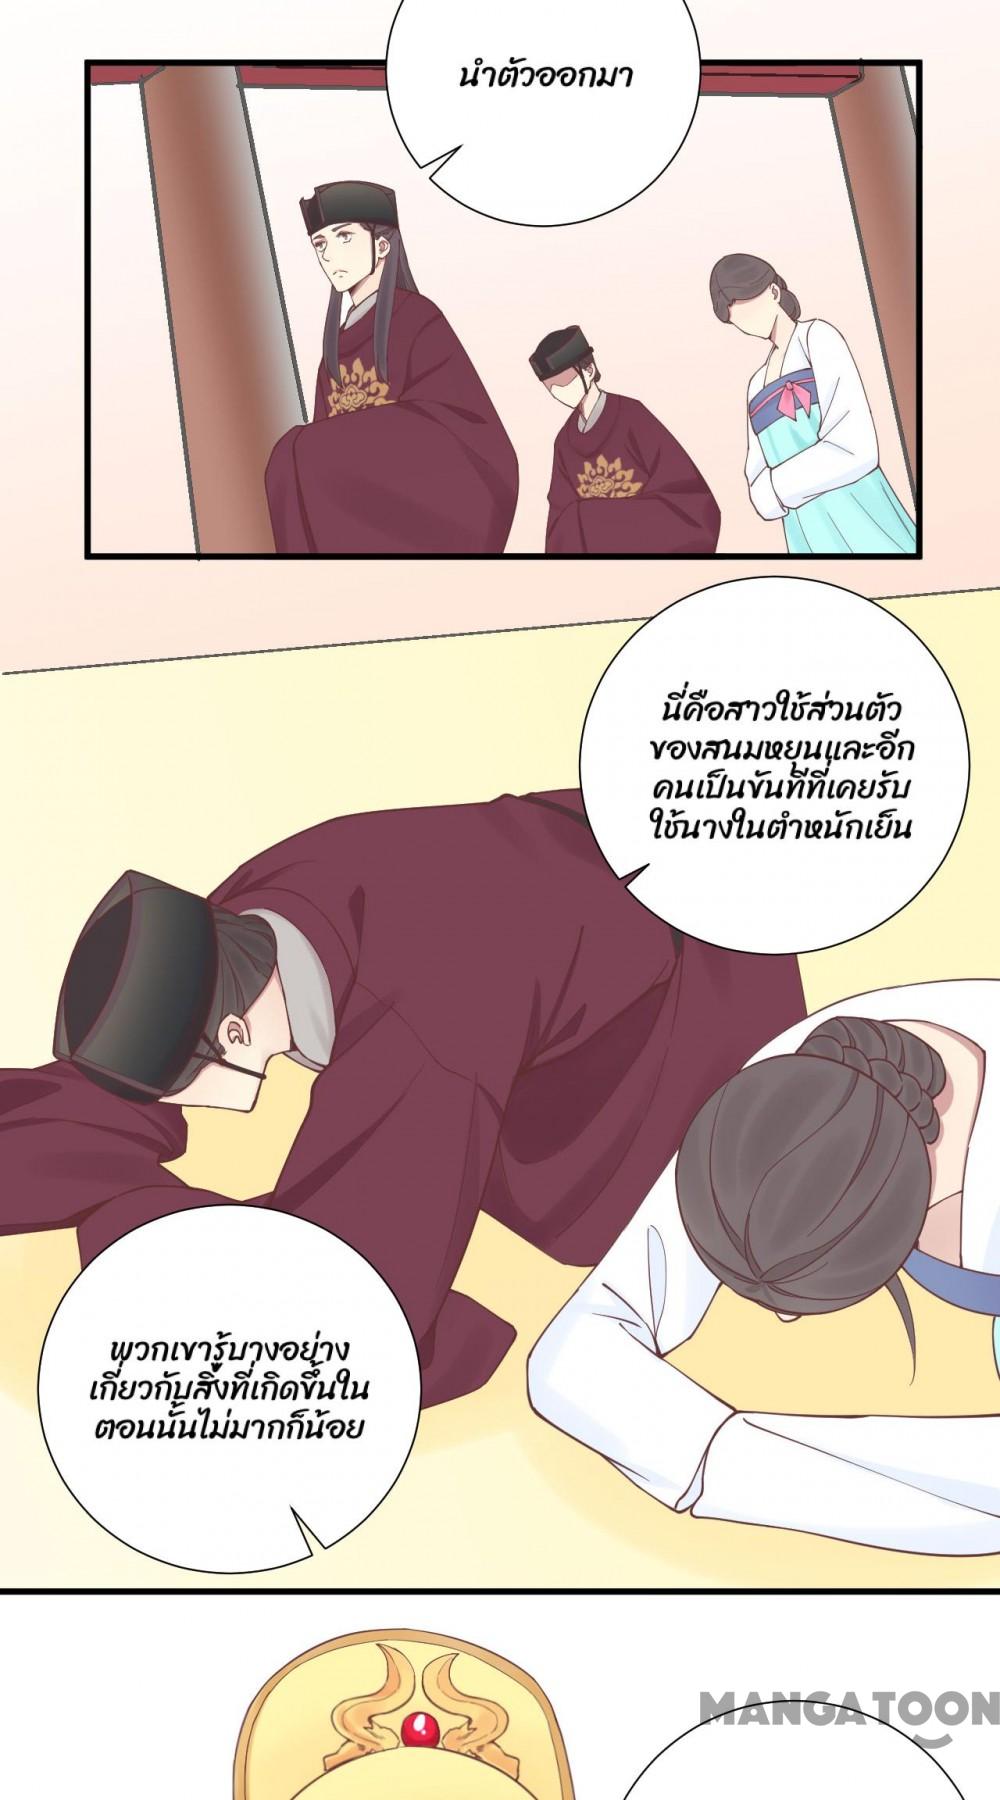 นำตัวออกมา
นี่คือสาวใช้ส่วนตัว
ของสนมหยุนและอีก
คนเป็นขันทีที่เคยรับ
ใช้นางในตำหนักเย็น
พวกเขารู้บางอย่าง
เกี่ยวกับสิ่งที่เกิดขึ้นใน
ตอนนั้นไม่มากก็น้อย
MANGATOON